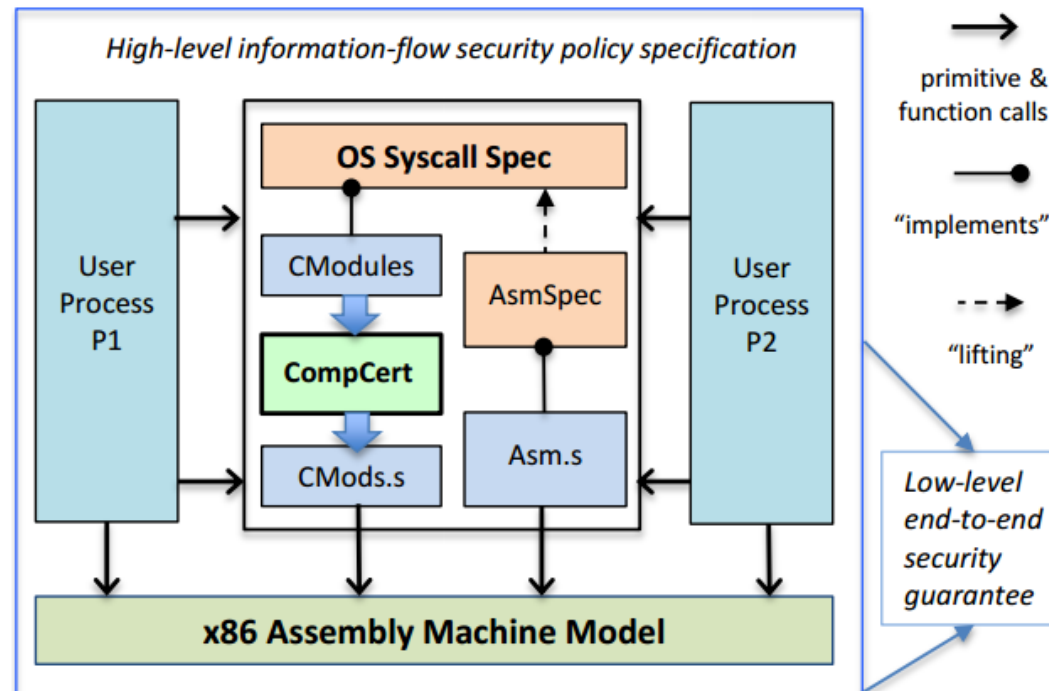 High-level information-flow security policy specification
OS Syscall Spec
User
Process
P1
CModules
AsmSpec
CompCert
CMods.s
Asm.s
User
Process
P2
x86 Assembly Machine Model
primitive &
function calls
“implements”
“lifting”
Low-level
end-to-end
security
guarantee